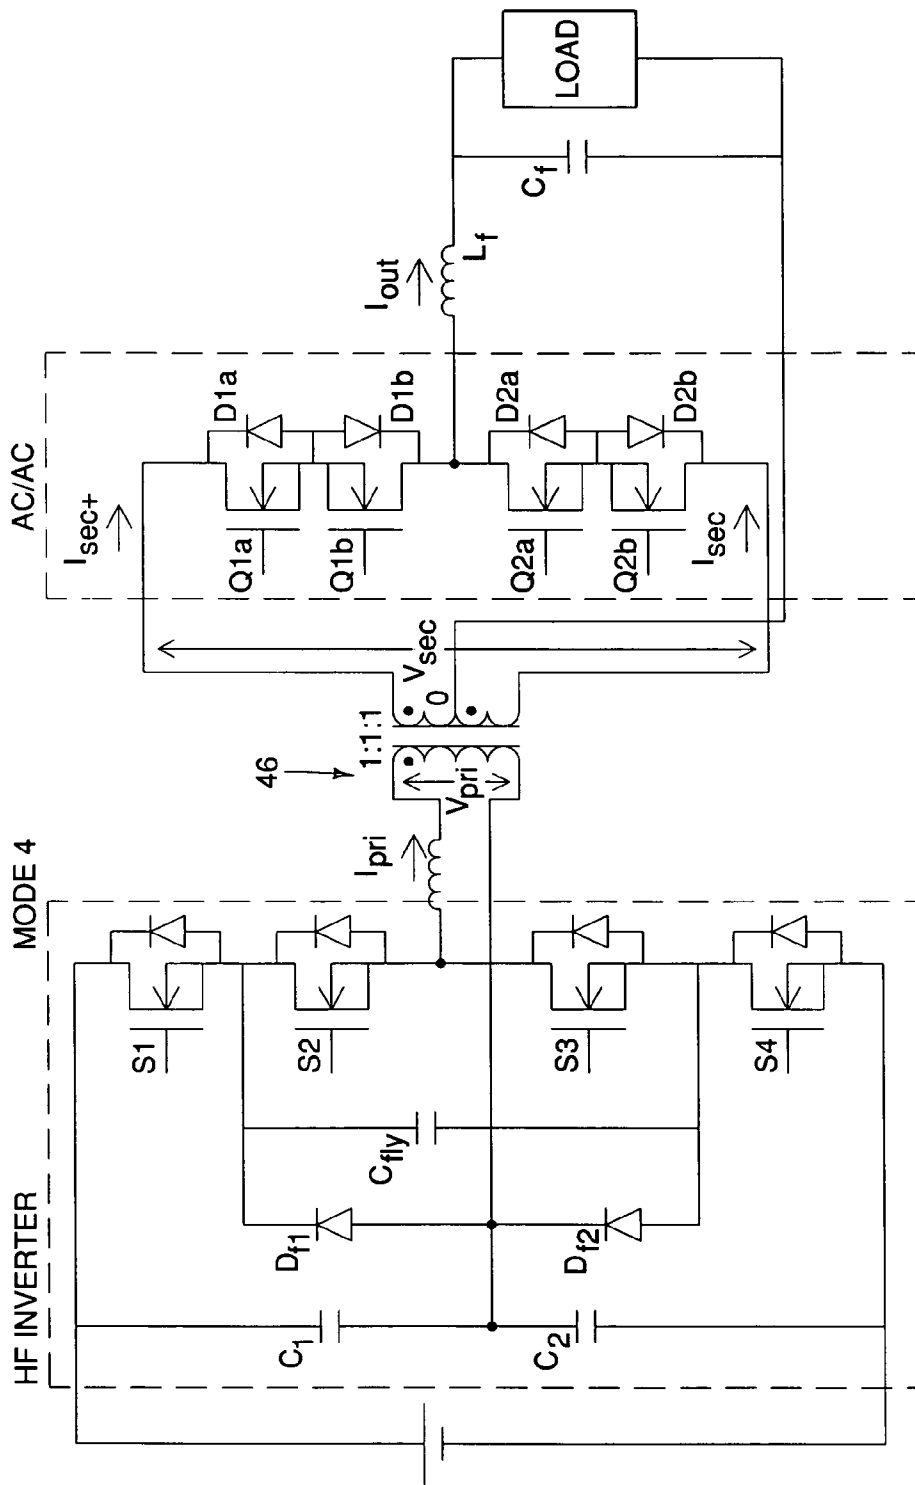 HF INVERTER
MODE 4
AC/AC
C1
C2
Df1
Df2
Cfly
S1
S2
S3
S4
Ipri
46
1:1:1
Vpri
0
Vsec
Isec+
Isec
Q1a
Q1b
Q2a
Q2b
D1a
D1b
D2a
D2b
Iout
Lf
Cf
LOAD